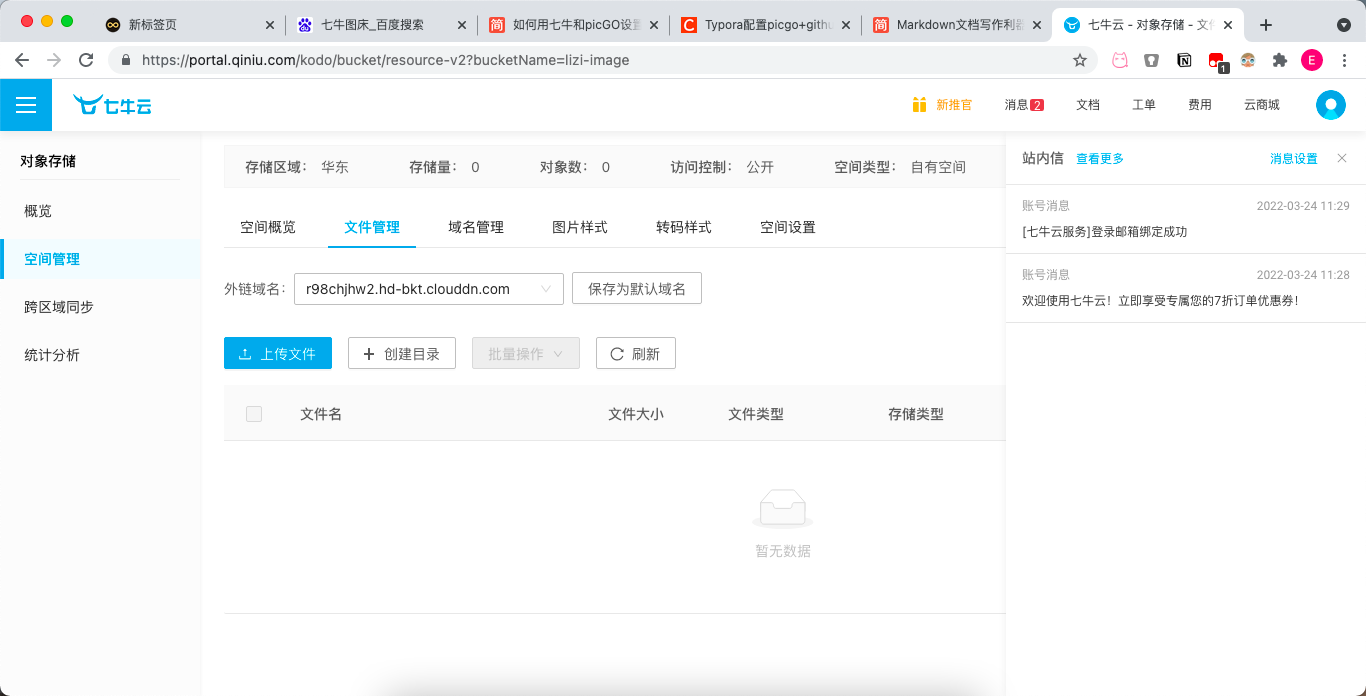 新标签页
七牛图床_百度搜索
如何用七牛和picGO设置
Typora配置picgo+githu
Markdown文档写作利器
七牛云 - 对象存储 - 文件
https://portal.qiniu.com/kodo/bucket/resource-v2?bucketName=lizi-image
1
E
七牛云
新推官
消息 2
文档
工单
费用
云商城
对象存储
概览
空间管理
跨区域同步
统计分析
存储区域： 华东
存储量： 0
对象数： 0
访问控制： 公开
空间类型： 自有空间
空间概览
文件管理
域名管理
图片样式
转码样式
空间设置
外链域名： r98chjhw2.hd-bkt.clouddn.com
保存为默认域名
上传文件
创建目录
批量操作
刷新
文件名
文件大小
文件类型
存储类型
暂无数据
站内信 查看更多
消息设置
账号消息 2022-03-24 11:29
[七牛云服务]登录邮箱绑定成功
账号消息 2022-03-24 11:28
欢迎使用七牛云！立即享受专属您的7折订单优惠券！